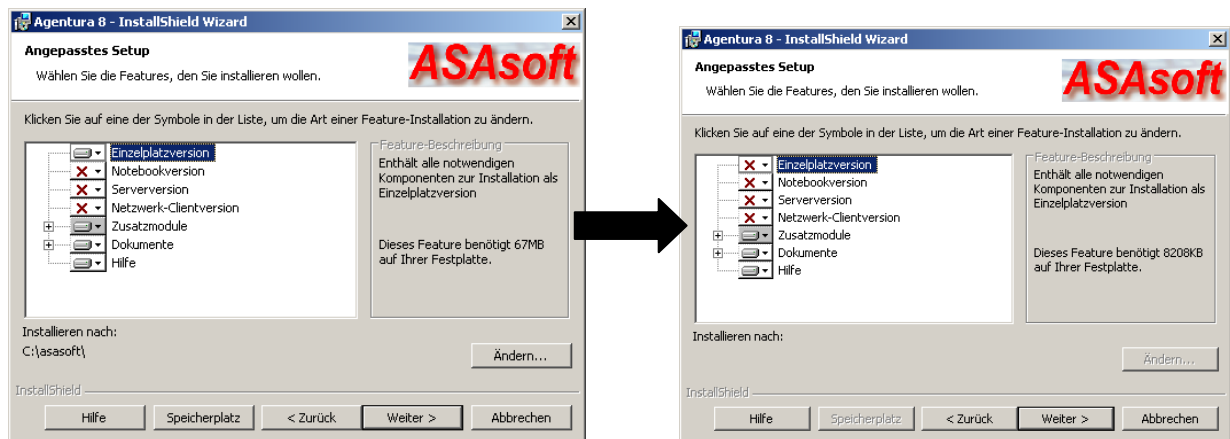 Agentura 8 - InstallShield Wizard
Angepasstes Setup
Wählen Sie die Features, den Sie installieren wollen.
ASAsoft
Klicken Sie auf eine der Symbole in der Liste, um die Art einer Feature-Installation zu ändern.
Einzelplatzversion
Notebookversion
Serverversion
Netzwerk-Clientversion
Zusatzmodule
Dokumente
Hilfe
Feature-Beschreibung
Enthält alle notwendigen
Komponenten zur Installation als
Einzelplatzversion
Dieses Feature benötigt 67MB
auf Ihrer Festplatte.
Installieren nach:
C:\asasoft\
Ändern...
InstallShield
Hilfe
Speicherplatz
< Zurück
Weiter >
Abbrechen
Agentura 8 - InstallShield Wizard
Angepasstes Setup
Wählen Sie die Features, den Sie installieren wollen.
ASAsoft
Klicken Sie auf eine der Symbole in der Liste, um die Art einer Feature-Installation zu ändern.
Einzelplatzversion
Notebookversion
Serverversion
Netzwerk-Clientversion
Zusatzmodule
Dokumente
Hilfe
Feature-Beschreibung
Enthält alle notwendigen
Komponenten zur Installation als
Einzelplatzversion
Dieses Feature benötigt 8208KB
auf Ihrer Festplatte.
Installieren nach:
Ändern...
InstallShield
Hilfe
Speicherplatz
< Zurück
Weiter >
Abbrechen